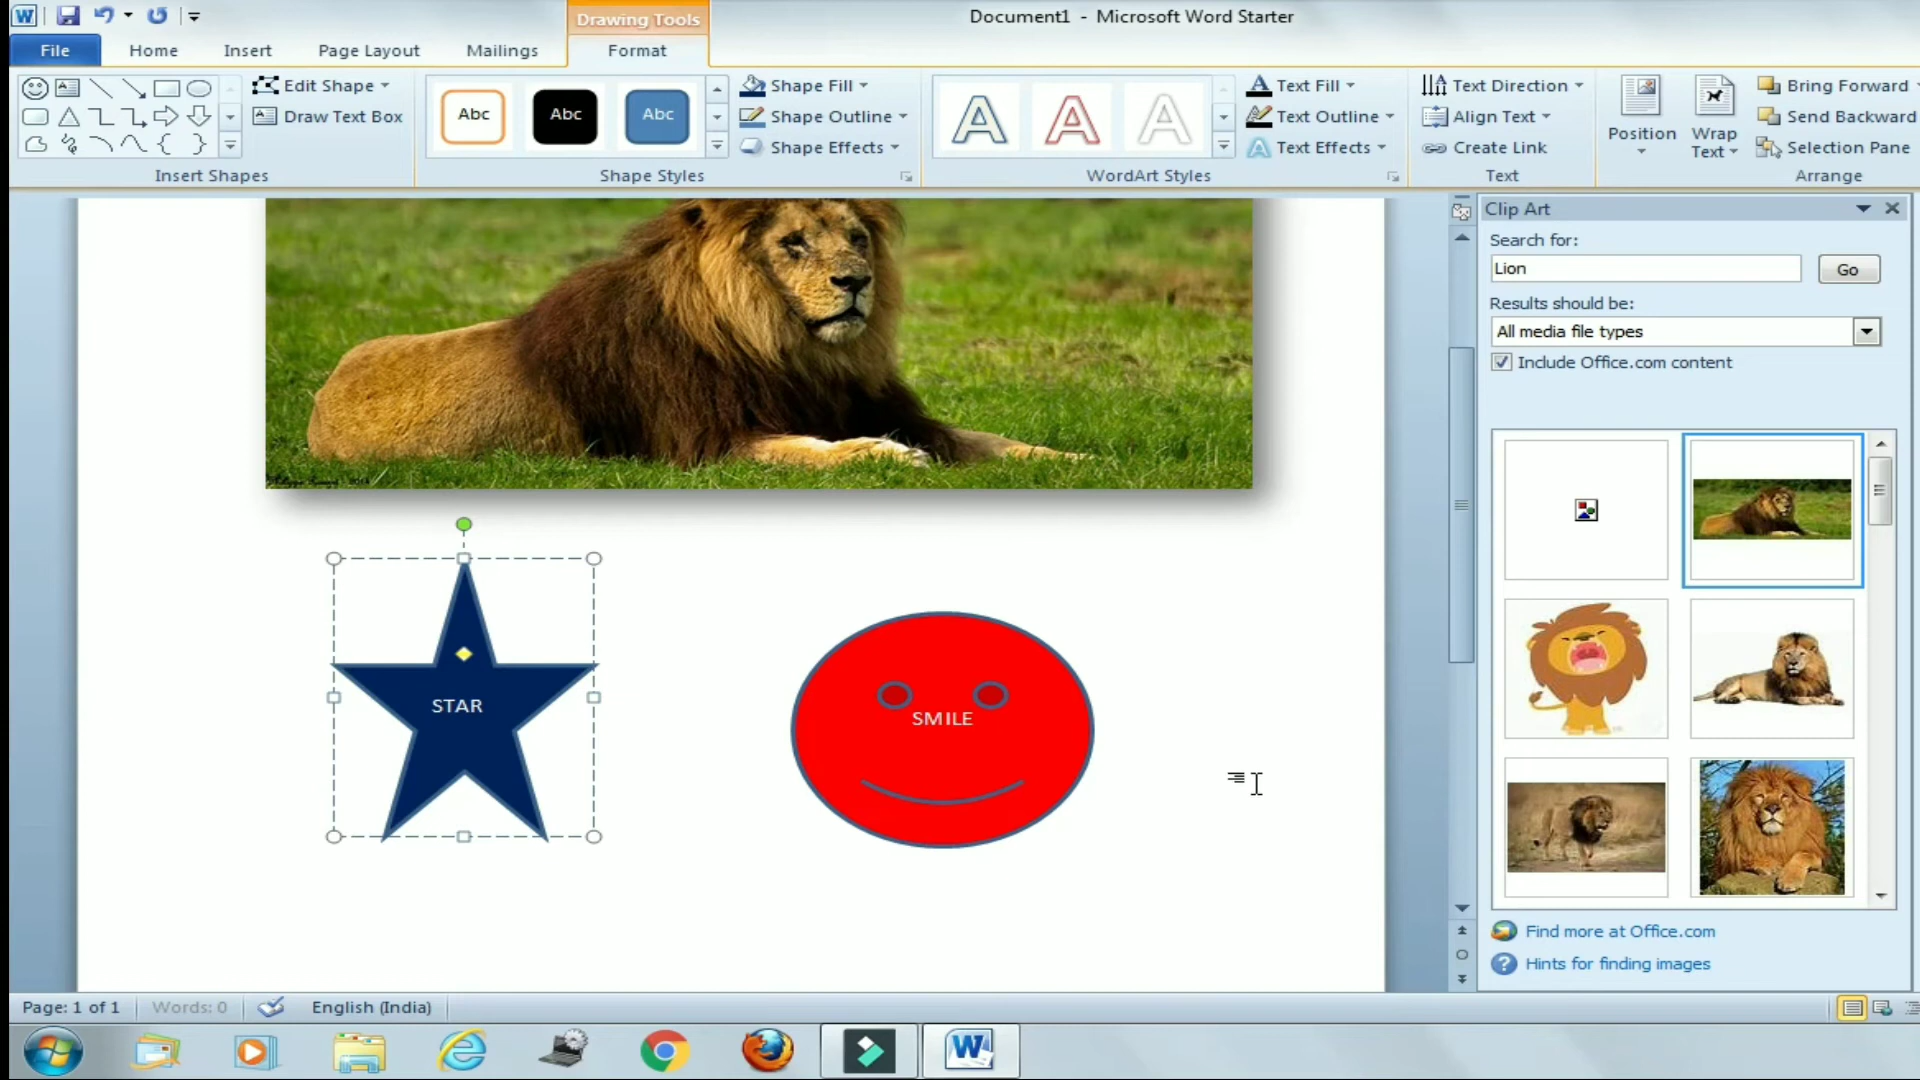 Drawing Tools
Document1 - Microsoft Word Starter
File
Home
Insert
Page Layout
Mailings
Format
Edit Shape
Draw Text Box
Insert Shapes
Abc
Abc
Abc
Shape Fill
Shape Outline
Shape Effects
Shape Styles
A
A
A
WordArt Styles
Text Fill
Text Outline
Text Effects
Text Direction
Align Text
Create Link
Text
Position
Wrap
Text
Bring Forward
Send Backward
Selection Pane
Arrange
Clip Art
Search for:
Lion
Go
Results should be:
All media file types
Include Office.com content
STAR
SMILE
Find more at Office.com
Hints for finding images
Page: 1 of 1
Words: 0
English (India)